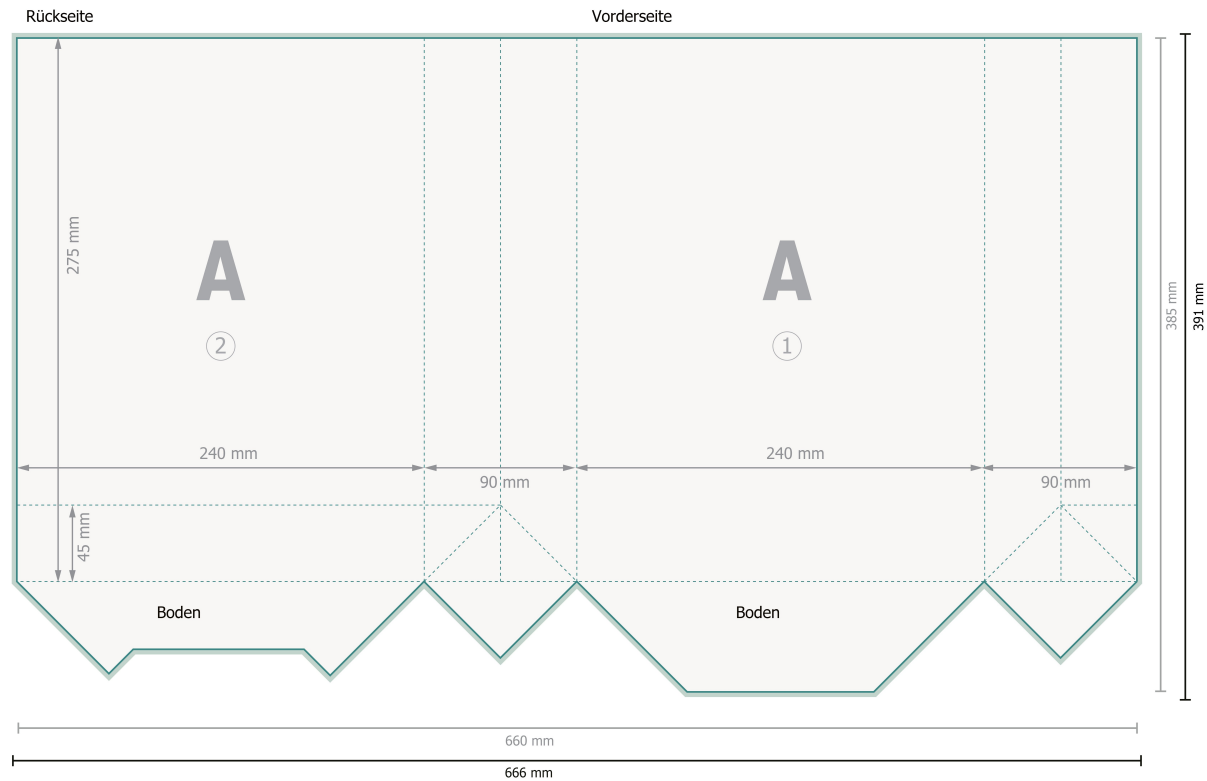 Rückseite
Vorderseite
275 mm
A
A
2
1
385 mm
391 mm
240 mm
90 mm
240 mm
90 mm
45 mm
Boden
Boden
660 mm
666 mm